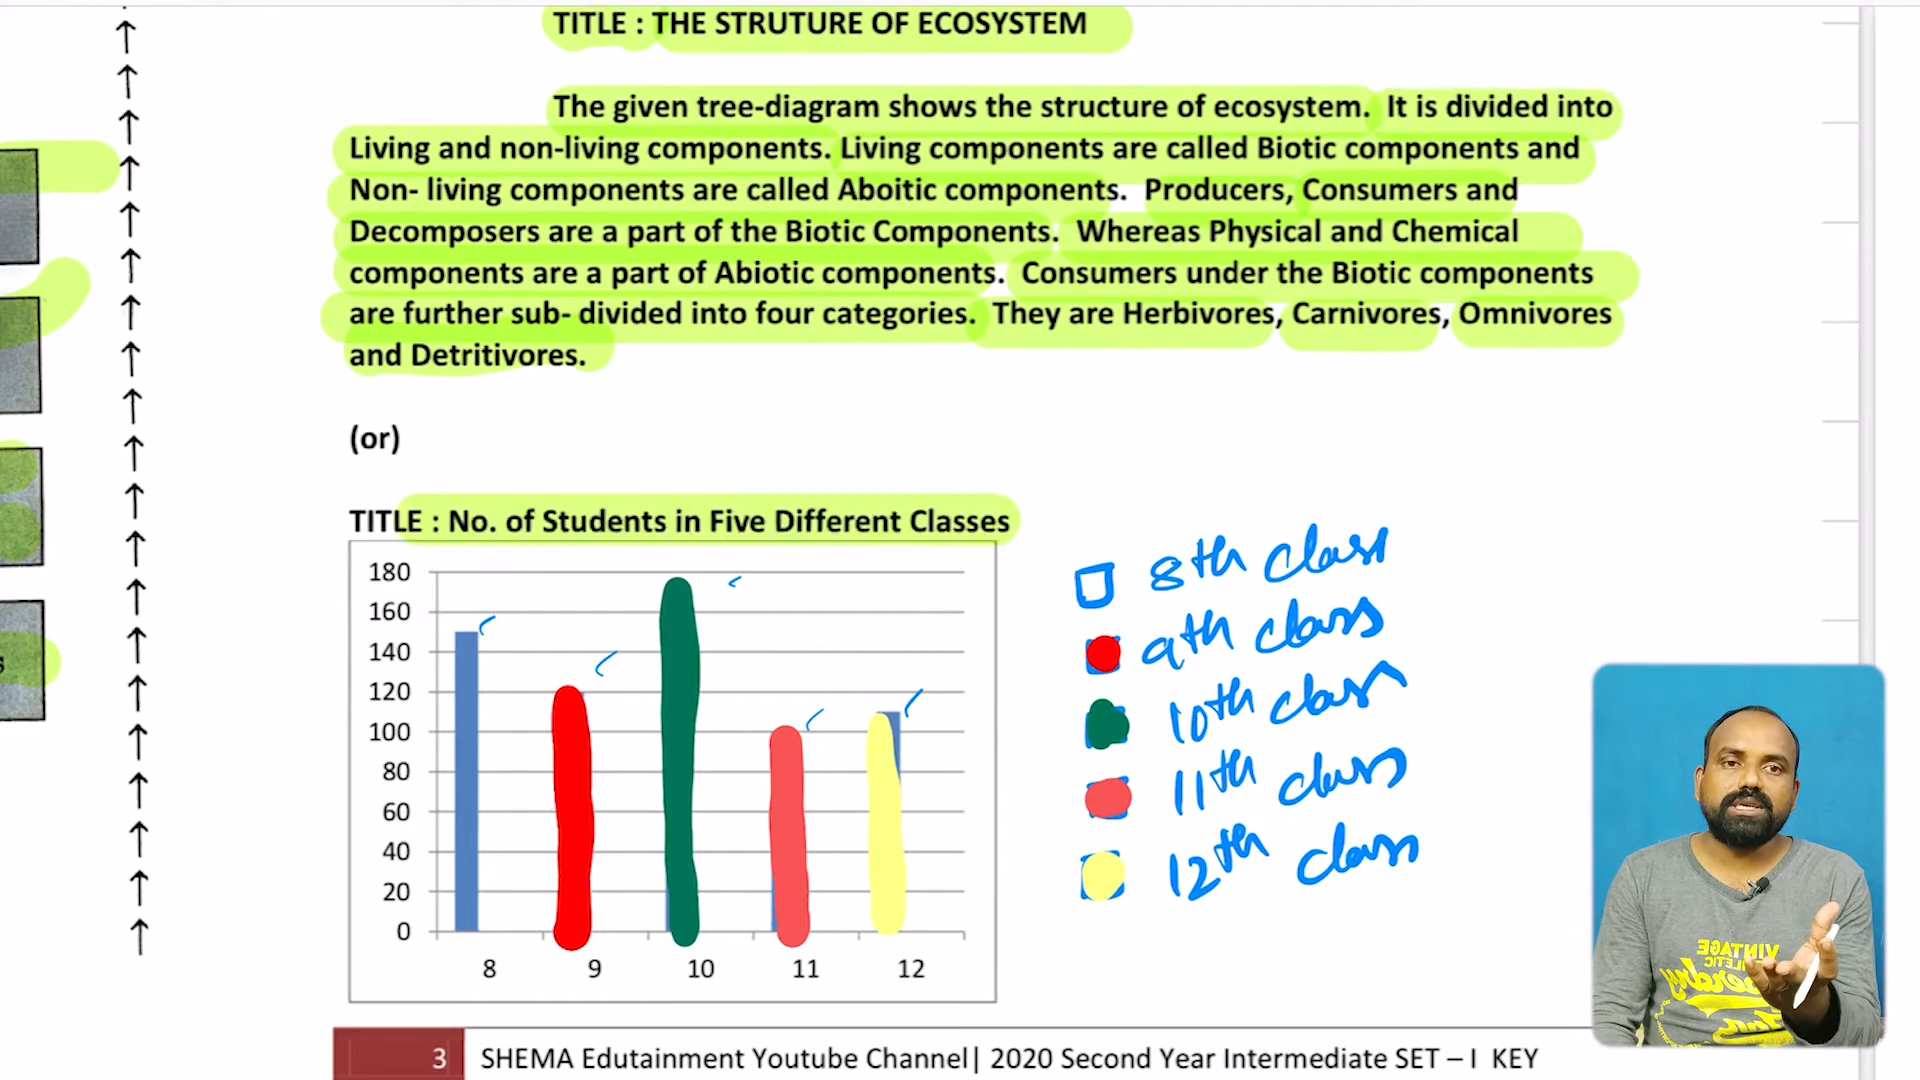 TITLE : THE STRUTURE OF ECOSYSTEM
The given tree-diagram shows the structure of ecosystem. It is divided into
Living and non-living components. Living components are called Biotic components and
Non- living components are called Aboitic components. Producers, Consumers and
Decomposers are a part of the Biotic Components. Whereas Physical and Chemical
components are a part of Abiotic components. Consumers under the Biotic components
are further sub- divided into four categories. They are Herbivores, Carnivores, Omnivores
and Detritivores.
(or)
TITLE : No. of Students in Five Different Classes
180
160
140
120
100
80
60
40
20
0
8 9 10 11 12
8th class
9th class
10th class
11th class
12th class
VINTAGE
3 SHEMA Edutainment Youtube Channel| 2020 Second Year Intermediate SET – I KEY